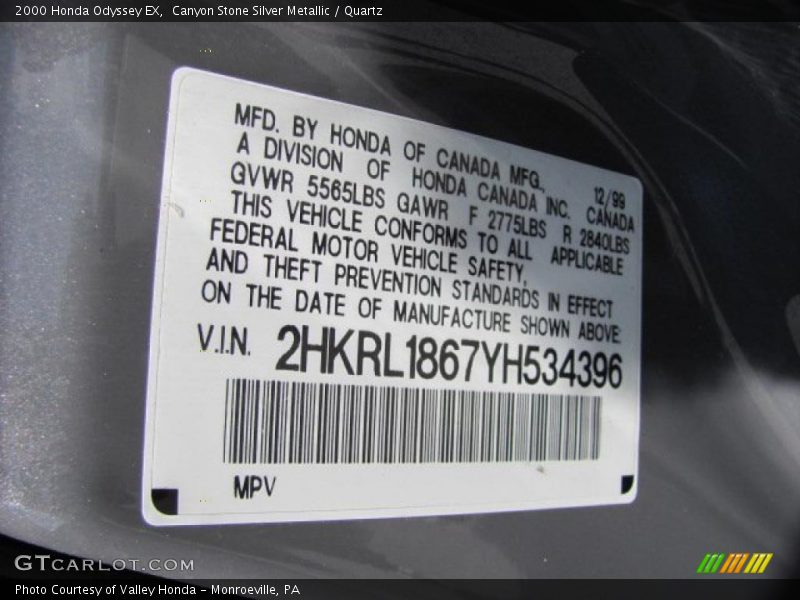 2000 Honda Odyssey EX,  Canyon Stone Silver Metallic / Quartz
MFD. BY HONDA OF CANADA MFG., 12/99
A DIVISION OF HONDA CANADA INC. CANADA
GVWR 5565LBS GAWR F 2775LBS R 2840LBS
THIS VEHICLE CONFORMS TO ALL APPLICABLE
FEDERAL MOTOR VEHICLE SAFETY,
AND THEFT PREVENTION STANDARDS IN EFFECT
ON THE DATE OF MANUFACTURE SHOWN ABOVE.
V.I.N. 2HKRL1867YH534396
MPV
GTCARLOT.COM
Photo Courtesy of Valley Honda - Monroeville, PA